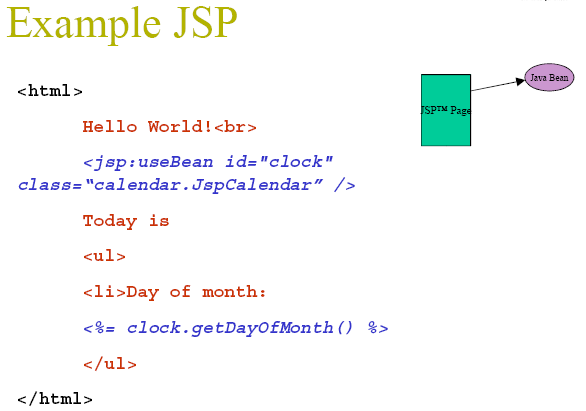 Example JSP
<html>
Hello World!<br>
<jsp:useBean id="clock"
class=“calendar.JspCalendar” />
Today is
<ul>
<li>Day of month:
<%= clock.getDayOfMonth() %>
</ul>
</html>
JSP™ Page
Java Bean